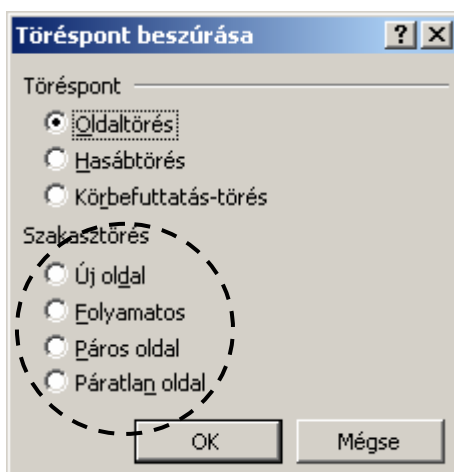 Töréspont beszúrása
Töréspont
Oldaltörés
Hasábtörés
Körbefuttatás-törés
Szakasztörés
Új oldal
Folyamatos
Páros oldal
Páratlan oldal
OK Mégse